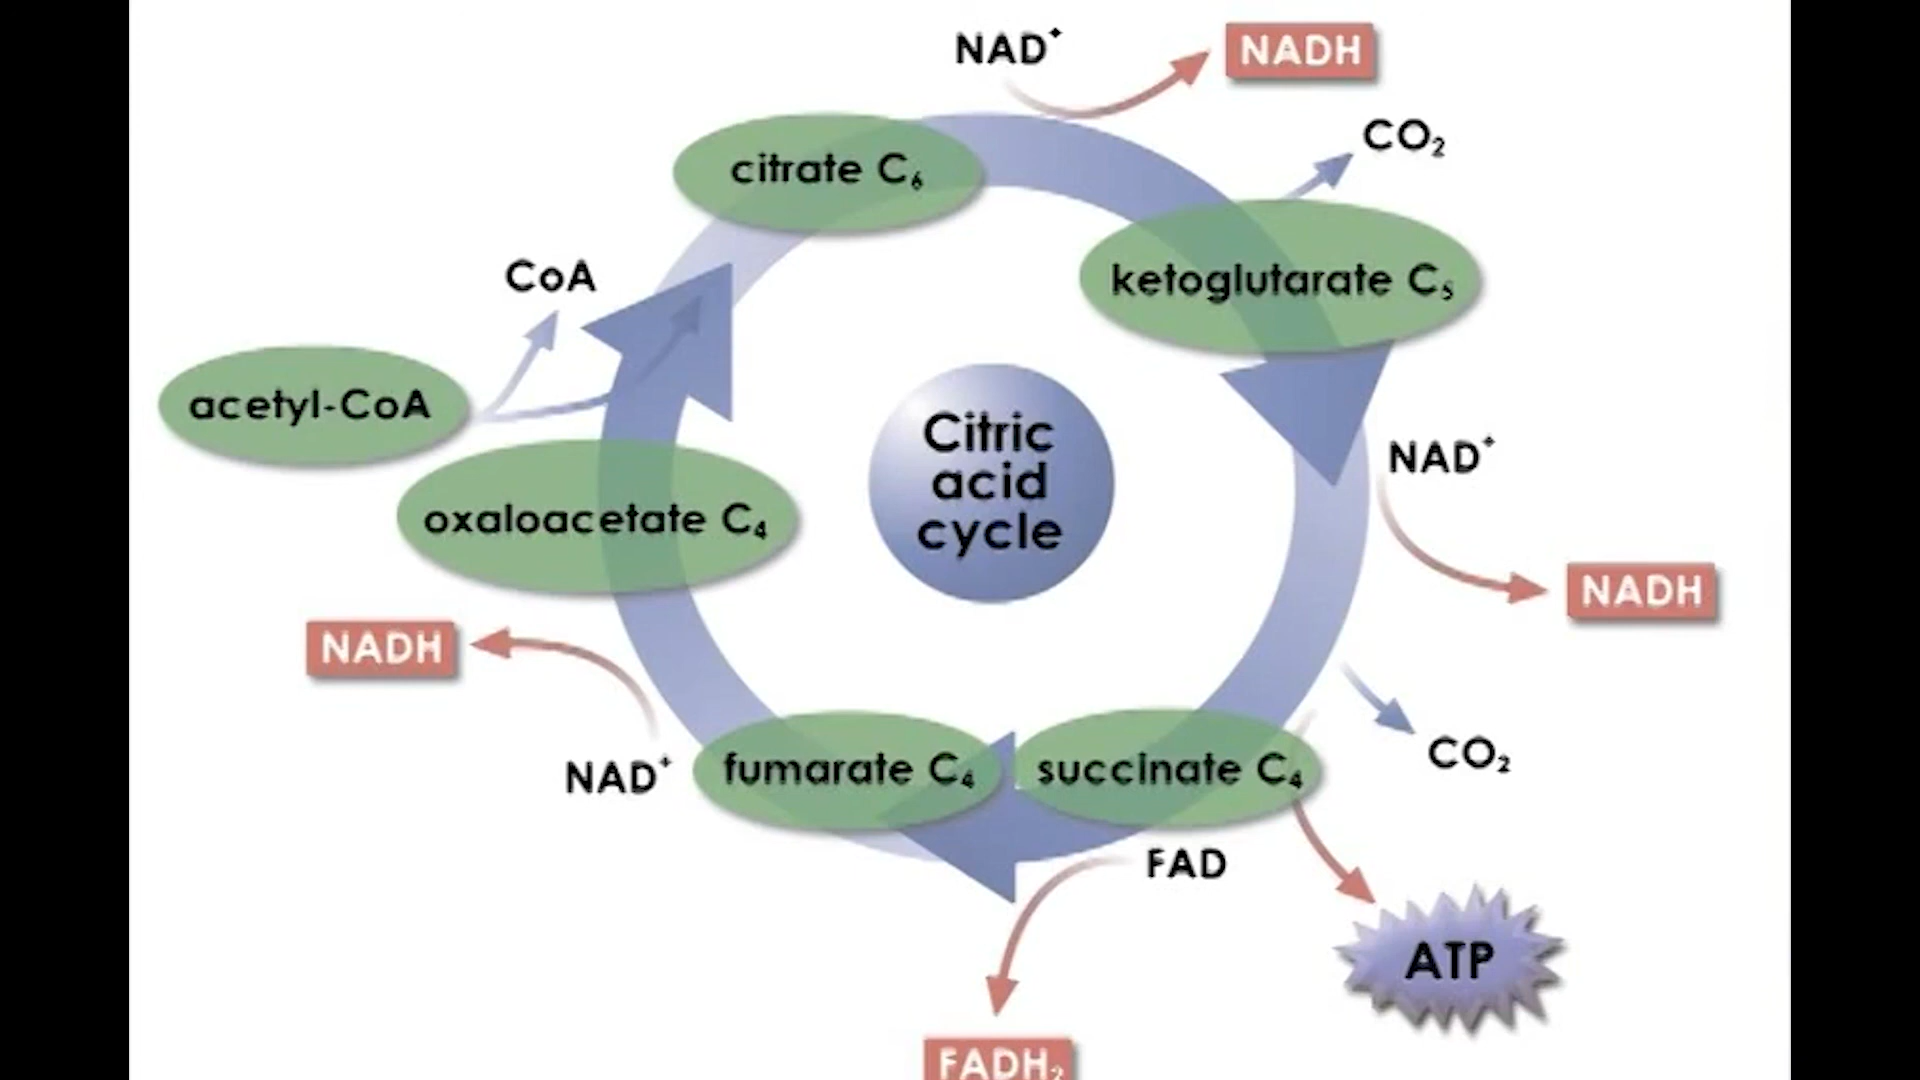 NAD⁺
NADH
CO₂
citrate C₆
ketoglutarate C₅
CoA
acetyl-CoA
Citric
acid
cycle
NAD⁺
oxaloacetate C₄
NADH
NADH
CO₂
NAD⁺
fumarate C₄
succinate C₄
FAD
ATP
FADH₂